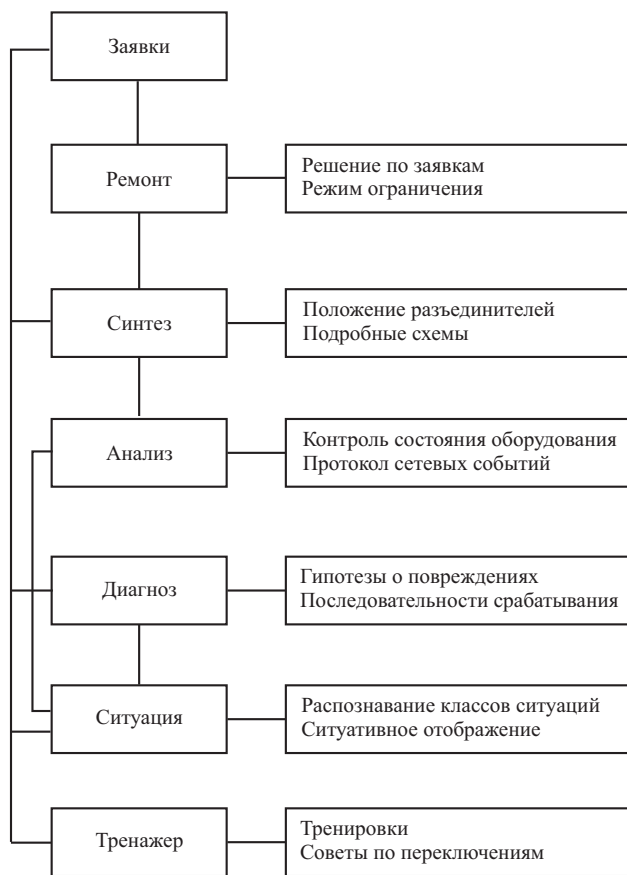 Заявки
Ремонт
Решение по заявкам
Режим ограничения
Синтез
Положение разъединителей
Подробные схемы
Анализ
Контроль состояния оборудования
Протокол сетевых событий
Диагноз
Гипотезы о повреждениях
Последовательности срабатывания
Ситуация
Распознавание классов ситуаций
Ситуативное отображение
Тренажер
Тренировки
Советы по переключениям